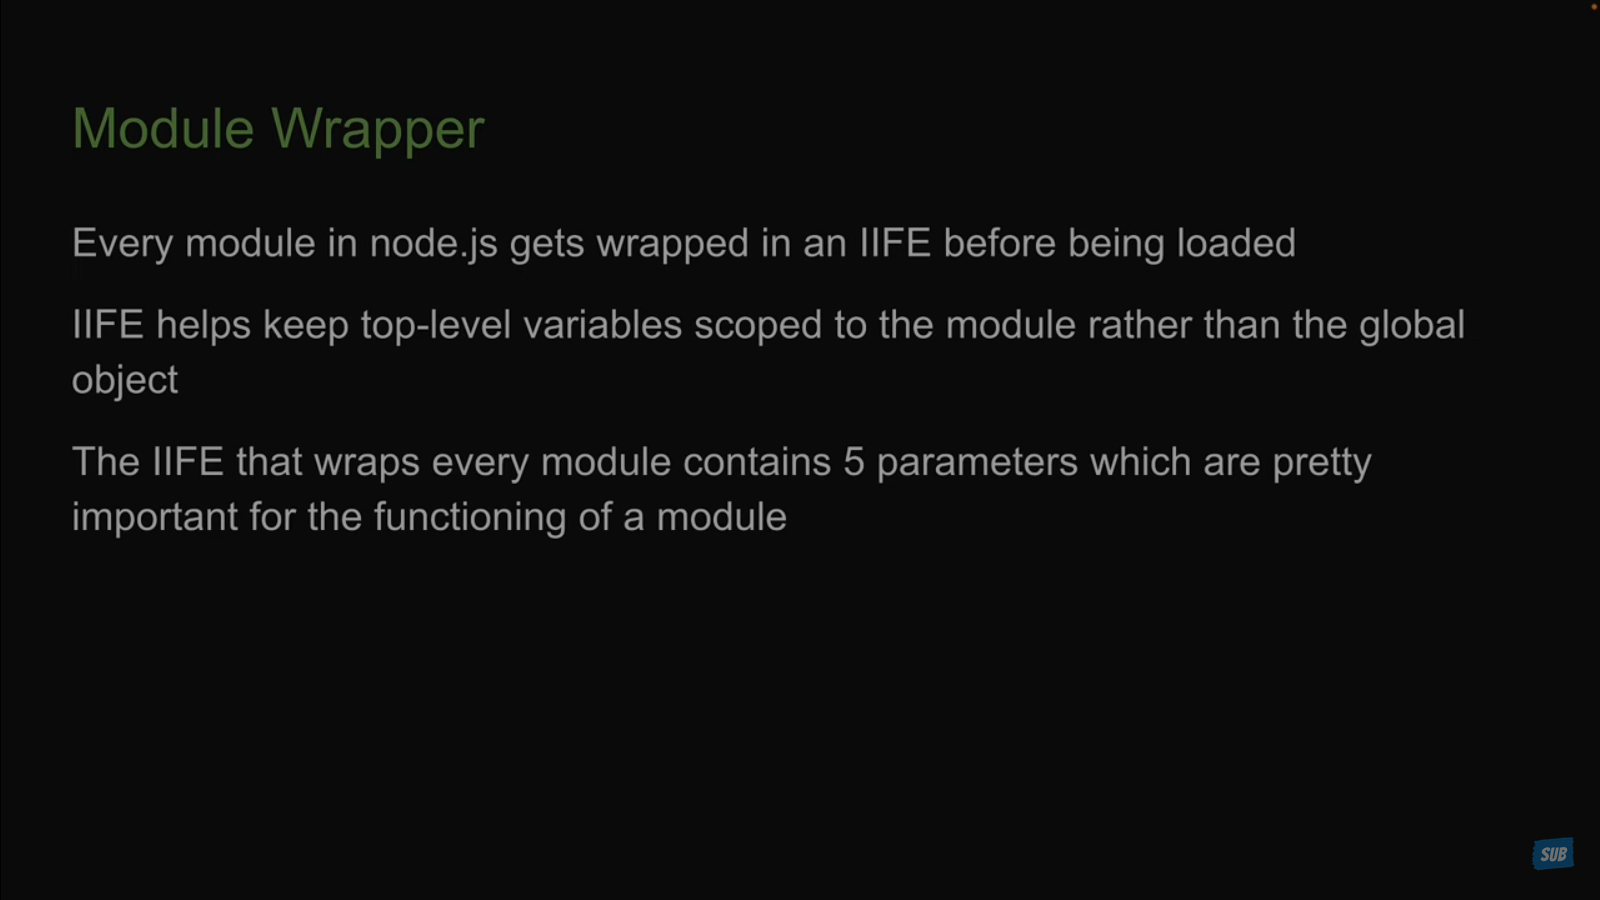 Module Wrapper
Every module in node.js gets wrapped in an IIFE before being loaded
IIFE helps keep top-level variables scoped to the module rather than the global
object
The IIFE that wraps every module contains 5 parameters which are pretty
important for the functioning of a module
SUB